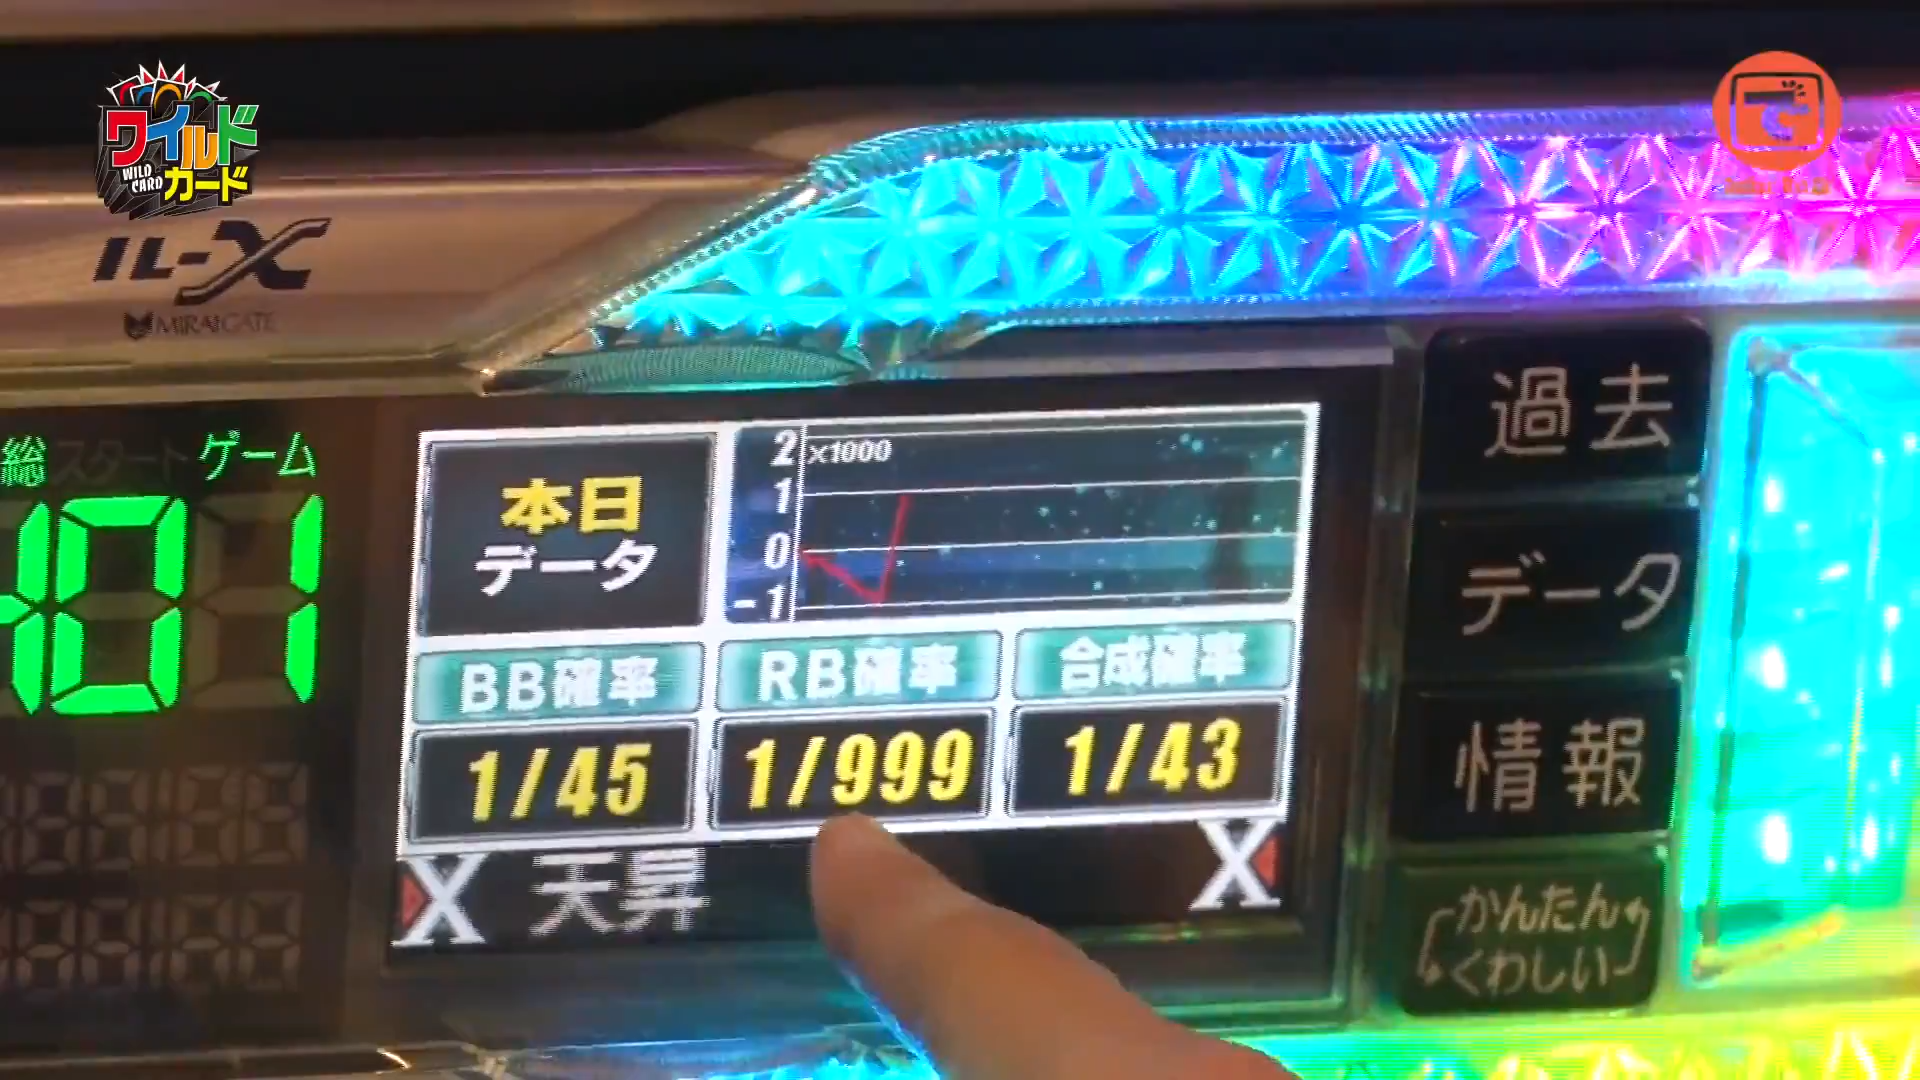 ワイルド
WILD
CARD カード
IL-X
MIRAIGATE
総 スタート ゲーム
401
本日
データ
2 x1000
1
0
-1
BB確率 RB確率 合成確率
1/45 1/999 1/43
X 天昇 X
過去
データ
情報
かんたん
くわしい